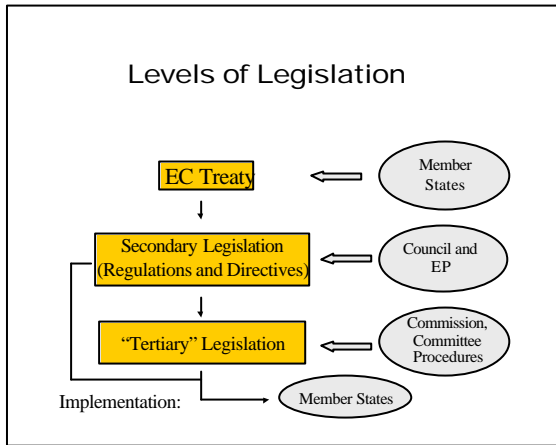 Levels of Legislation
EC Treaty
Member
States
Secondary Legislation
(Regulations and Directives)
Council and
EP
“Tertiary” Legislation
Commission,
Committee
Procedures
Implementation:
Member States